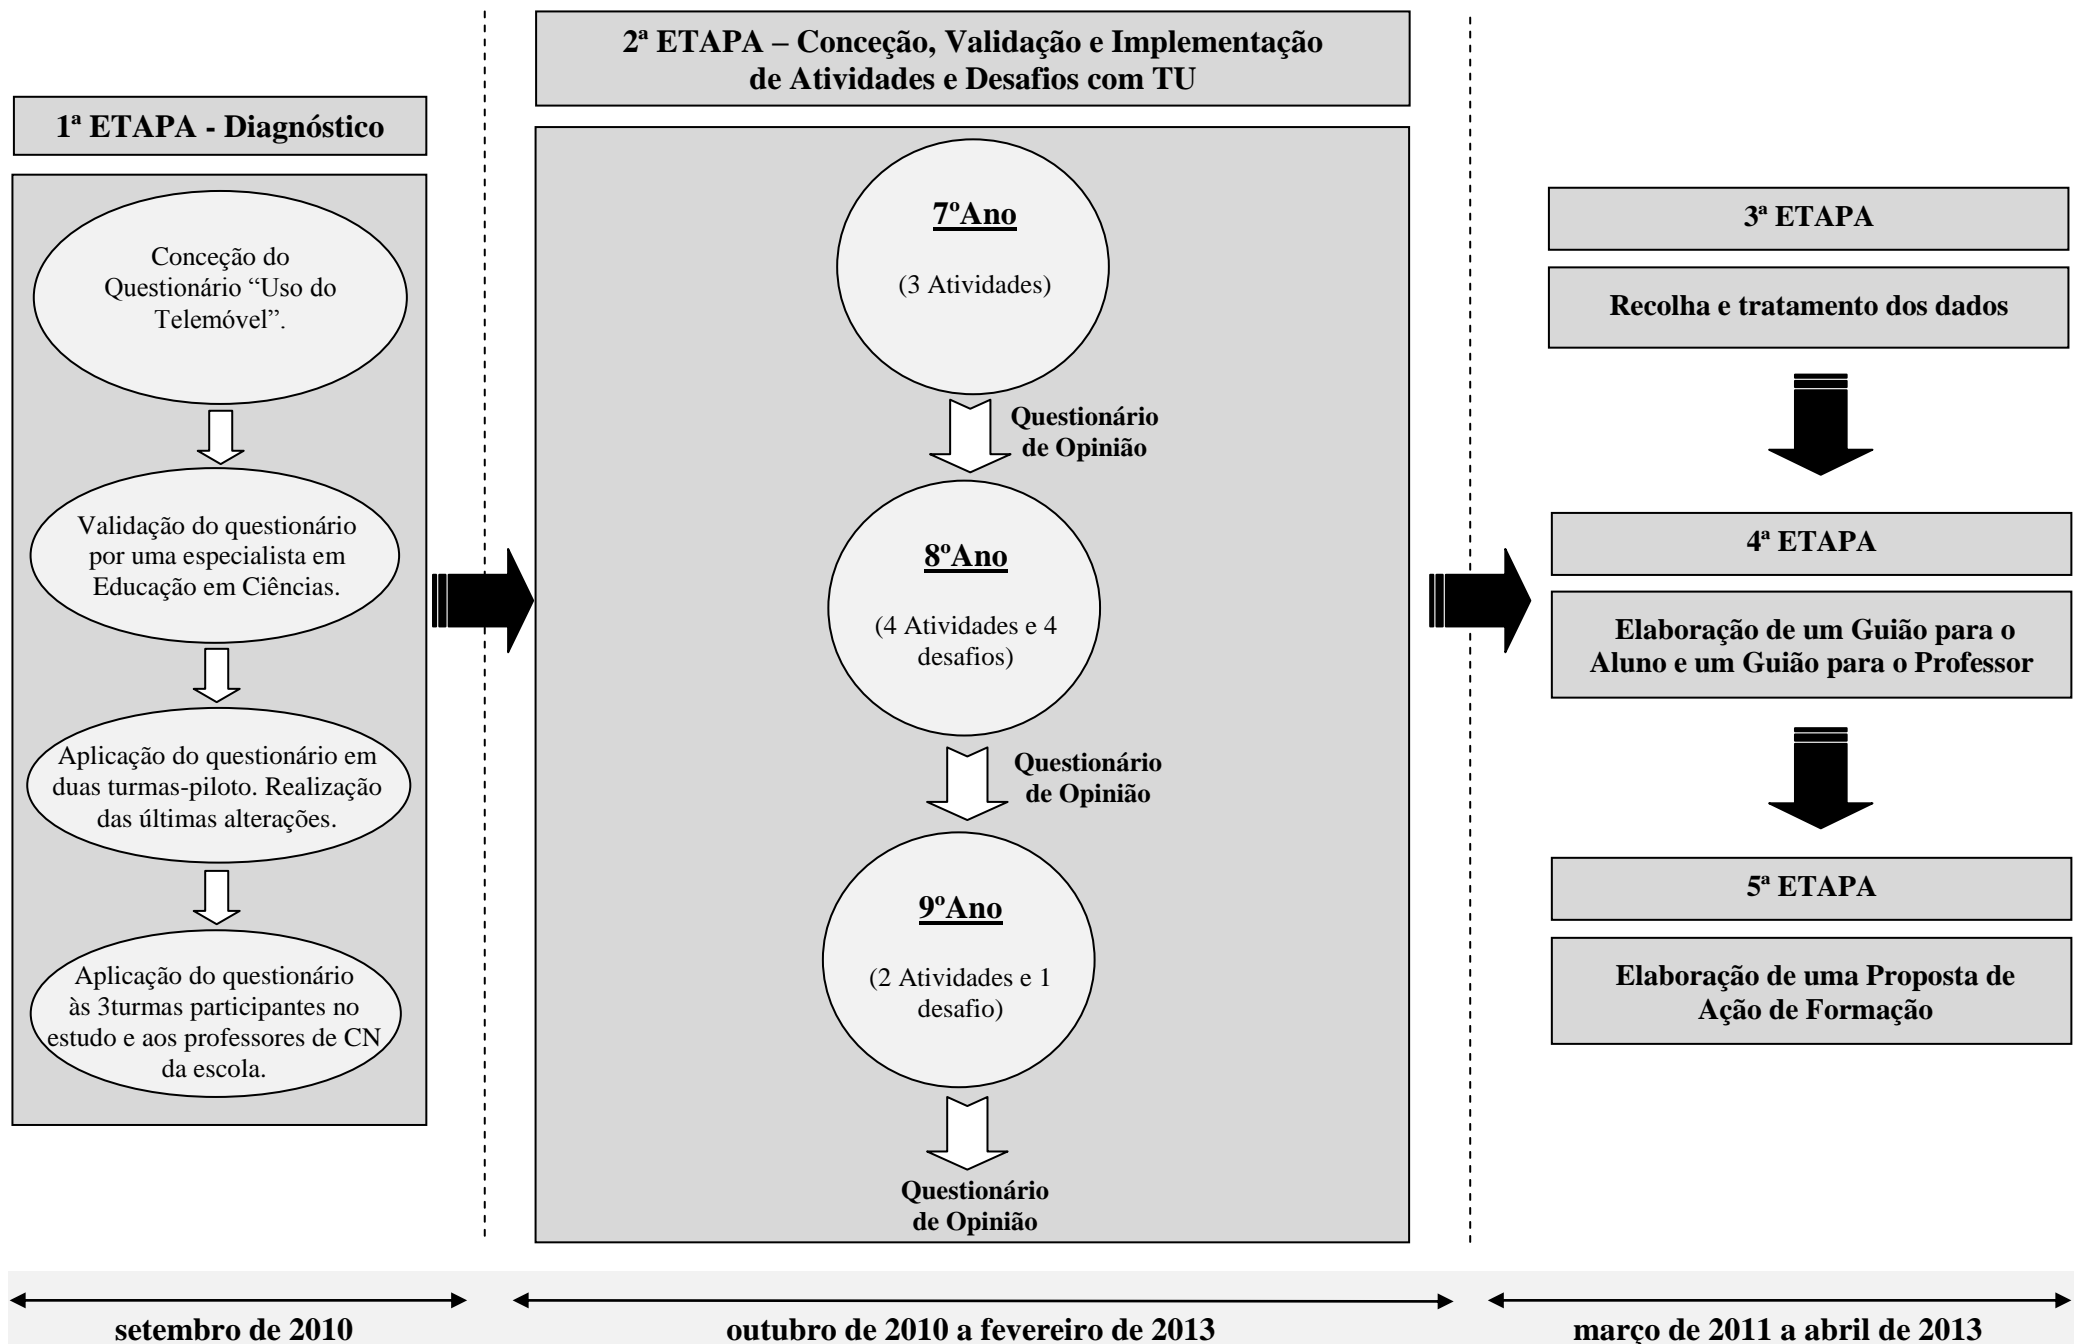 1ª ETAPA - Diagnóstico
Conceção do
Questionário “Uso do
Telemóvel”.
Validação do questionário
por uma especialista em
Educação em Ciências.
Aplicação do questionário em
duas turmas-piloto. Realização
das últimas alterações.
Aplicação do questionário
às 3turmas participantes no
estudo e aos professores de CN
da escola.
2ª ETAPA – Conceção, Validação e Implementação
de Atividades e Desafios com TU
7ºAno
(3 Atividades)
Questionário
de Opinião
8ºAno
(4 Atividades e 4
desafios)
Questionário
de Opinião
9ºAno
(2 Atividades e 1
desafio)
Questionário
de Opinião
3ª ETAPA
Recolha e tratamento dos dados
4ª ETAPA
Elaboração de um Guião para o
Aluno e um Guião para o Professor
5ª ETAPA
Elaboração de uma Proposta de
Ação de Formação
setembro de 2010
outubro de 2010 a fevereiro de 2013
março de 2011 a abril de 2013